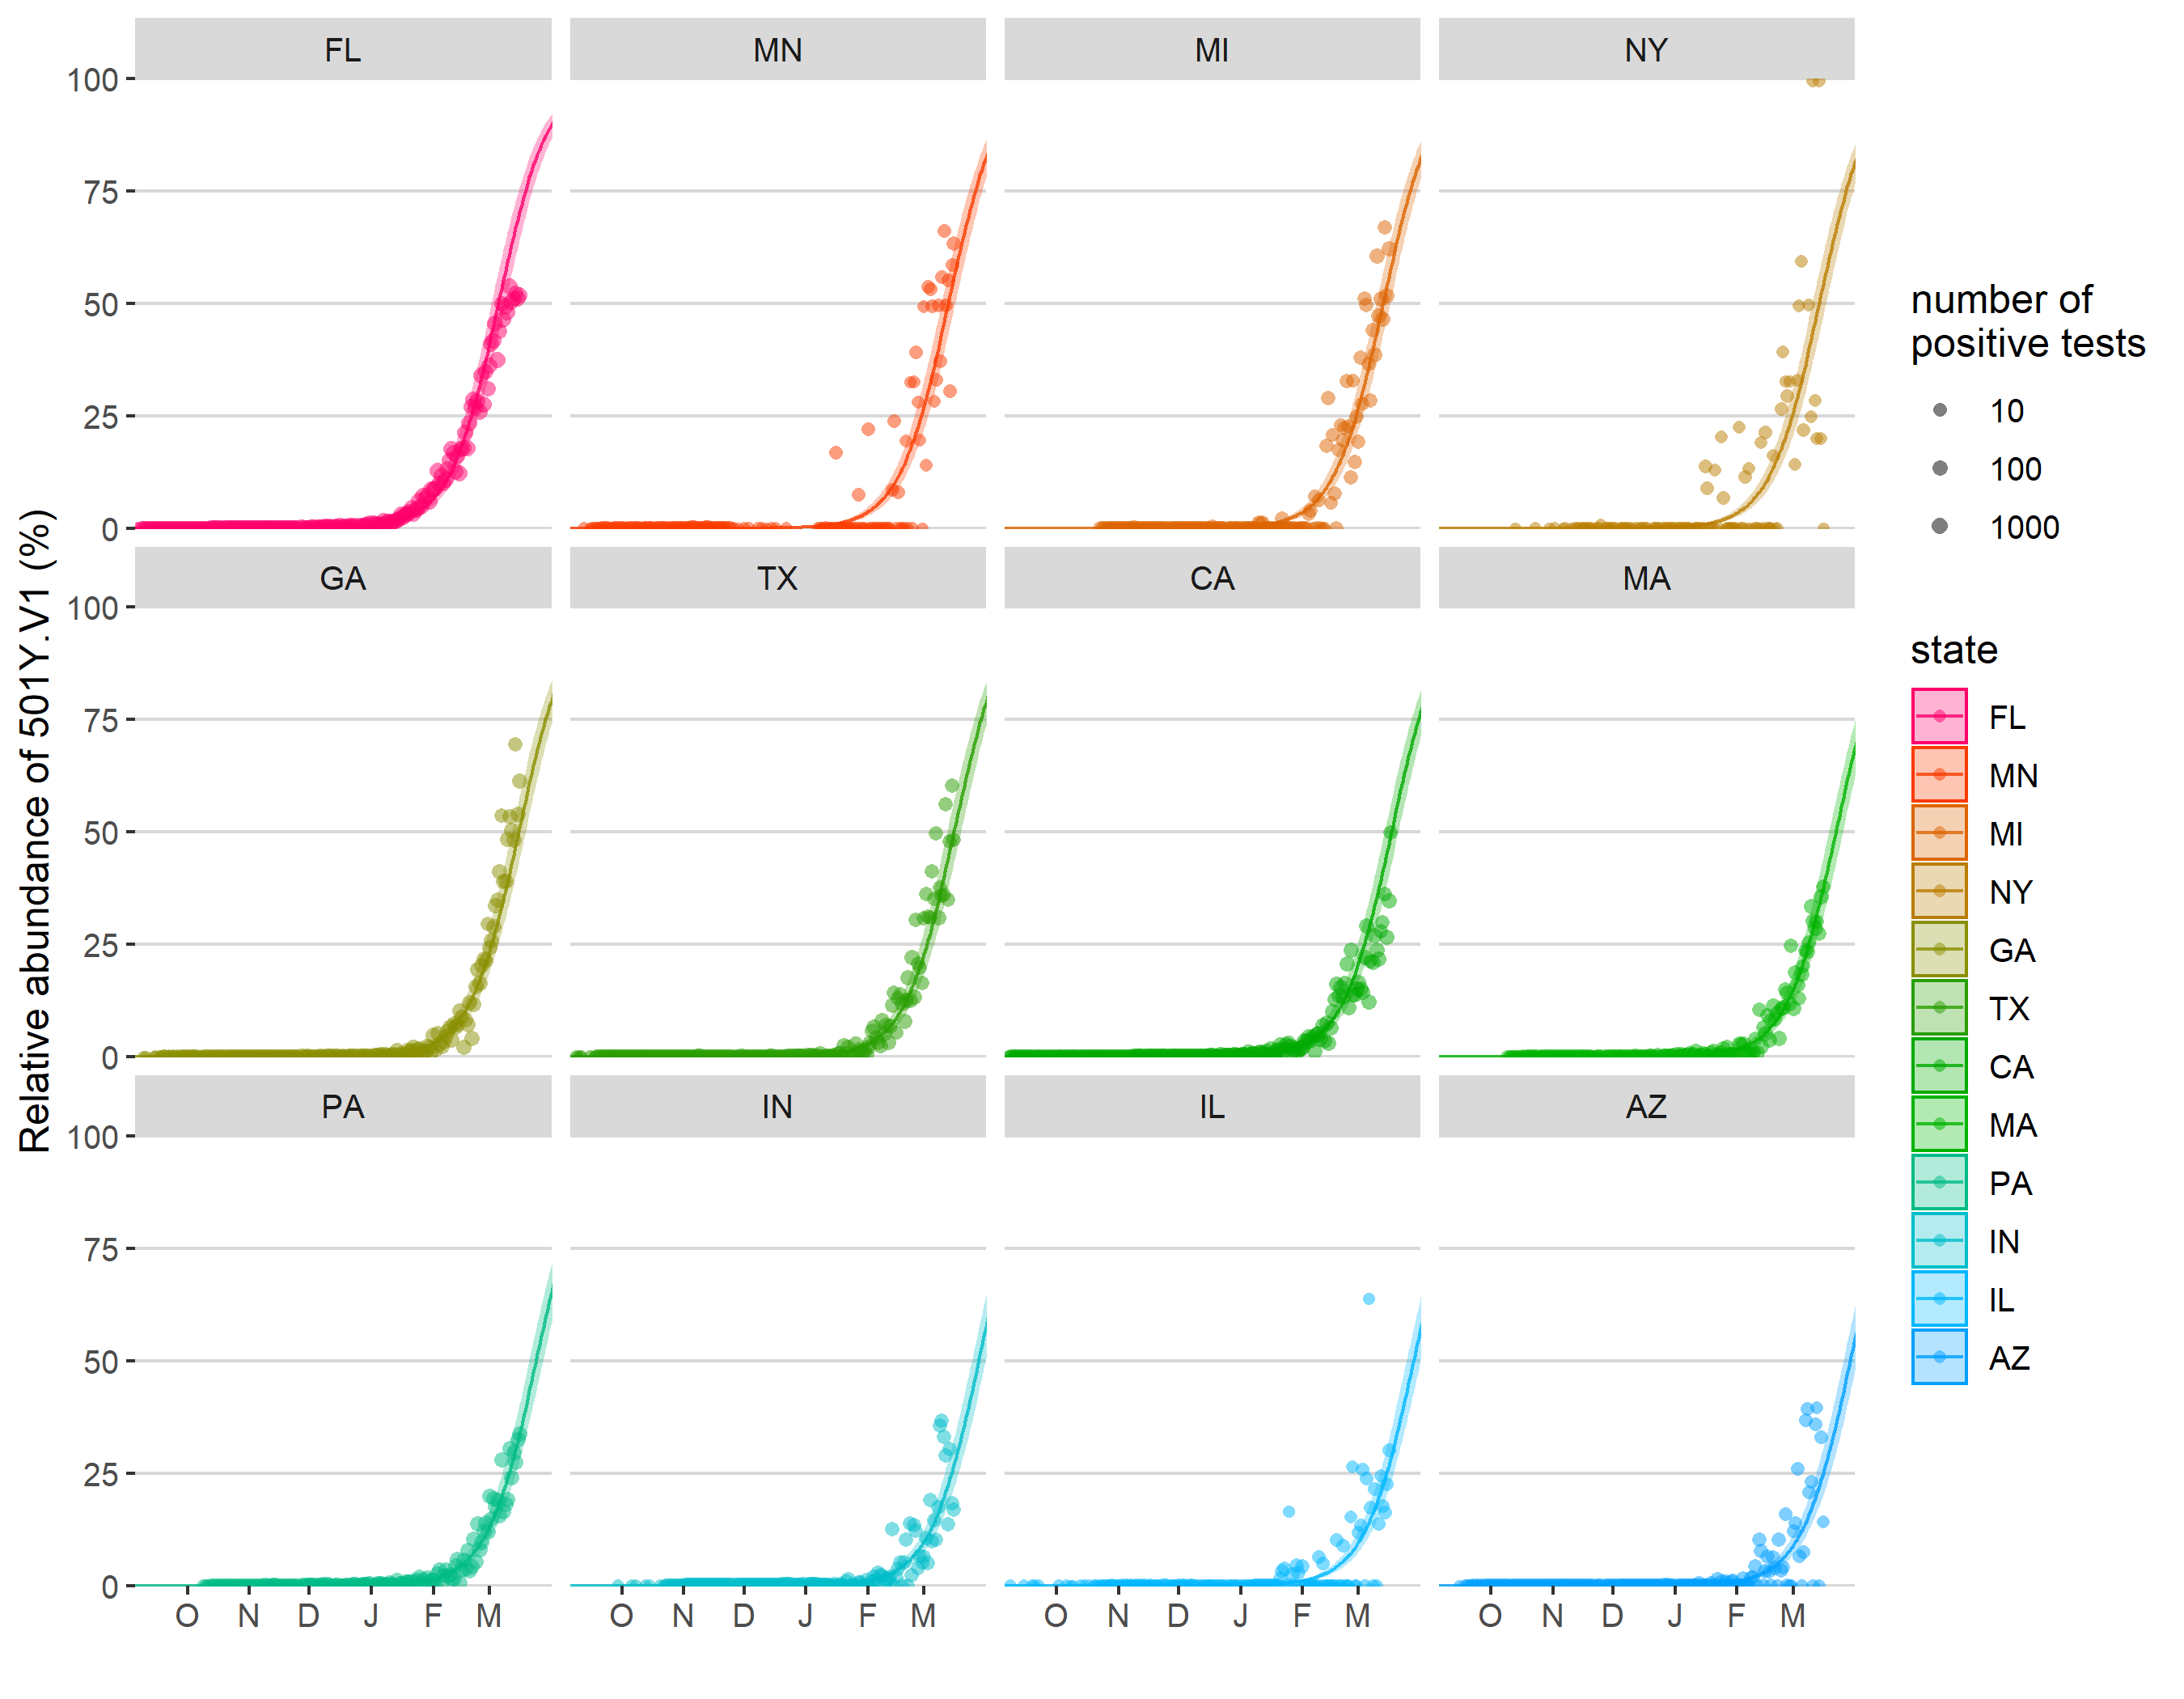 FL MN MI NY
100
75
50
25
0
GA TX CA MA
100
75
50
25
0
PA IN IL AZ
100
75
50
25
0
O N D J F M O N D J F M O N D J F M O N D J F M
Relative abundance of 501Y.V1 (%)
number of
positive tests
10
100
1000
state
FL
MN
MI
NY
GA
TX
CA
MA
PA
IN
IL
AZ